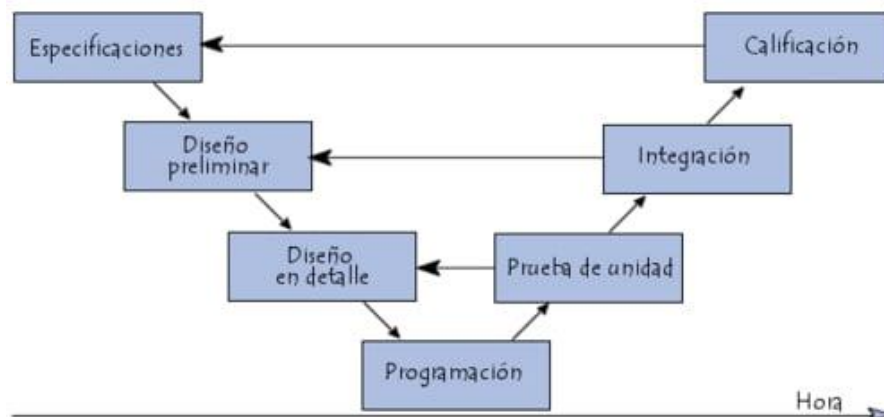 Especificaciones
Calificación
Diseño
preliminar
Integración
Diseño
en detalle
Prueba de unidad
Programación
Hora